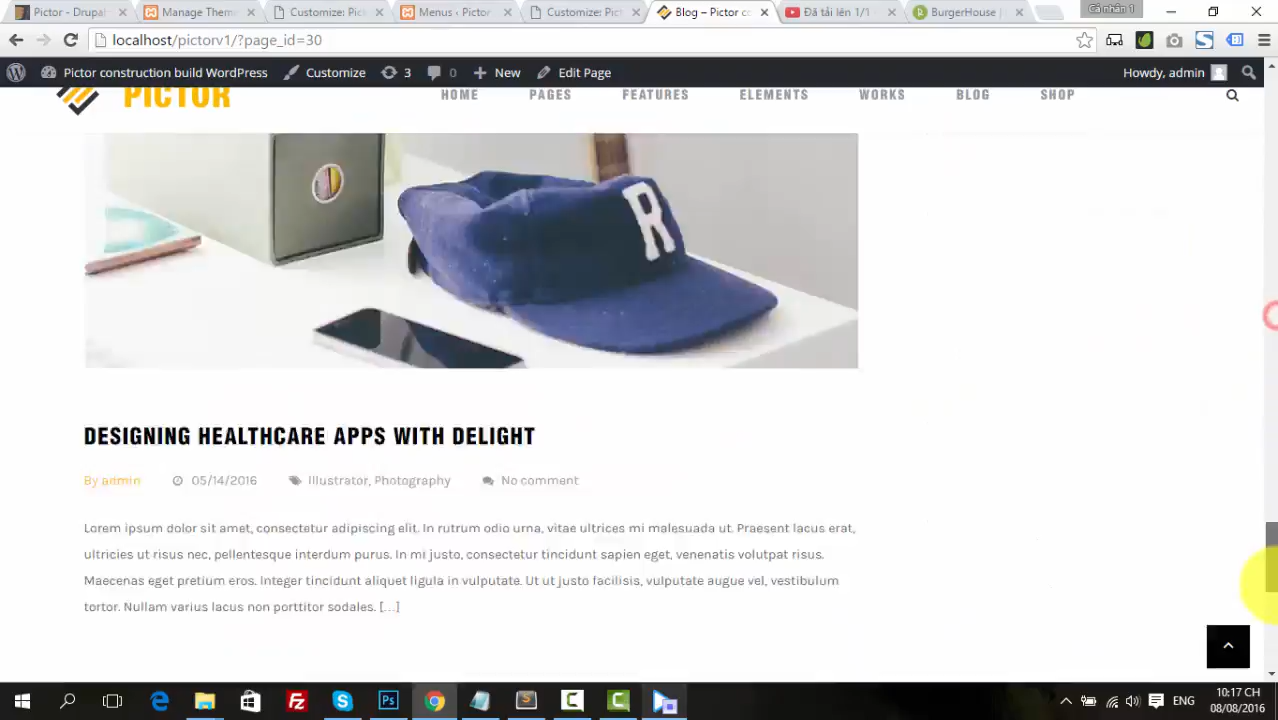 Pictor - Drupal
Manage Them
Customize: Pict
Menus ‹ Pictor
Customize: Pict
Blog – Pictor co
Đã tải lên 1/1
BurgerHouse |
Cá nhân 1
localhost/pictorv1/?page_id=30
Pictor construction build WordPress
Customize
3
0
New
Edit Page
Howdy, admin
PICTOR
HOME
PAGES
FEATURES
ELEMENTS
WORKS
BLOG
SHOP
R
DESIGNING HEALTHCARE APPS WITH DELIGHT
By admin
05/14/2016
Illustrator, Photography
No comment
Lorem ipsum dolor sit amet, consectetur adipiscing elit. In rutrum odio urna, vitae ultrices mi malesuada ut. Praesent lacus erat,
ultricies ut risus nec, pellentesque interdum purus. In mi justo, consectetur tincidunt sapien eget, venenatis volutpat risus.
Maecenas eget pretium eros. Integer tincidunt aliquet ligula in vulputate. Ut ut justo facilisis, vulputate augue vel, vestibulum
tortor. Nullam varius lacus non porttitor sodales. [...]
ENG
10:17 CH
08/08/2016